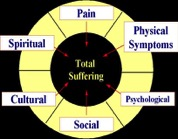 Pain
Physical
Symptoms
Spiritual
Total
Suffering
Cultural
Psychological
Social